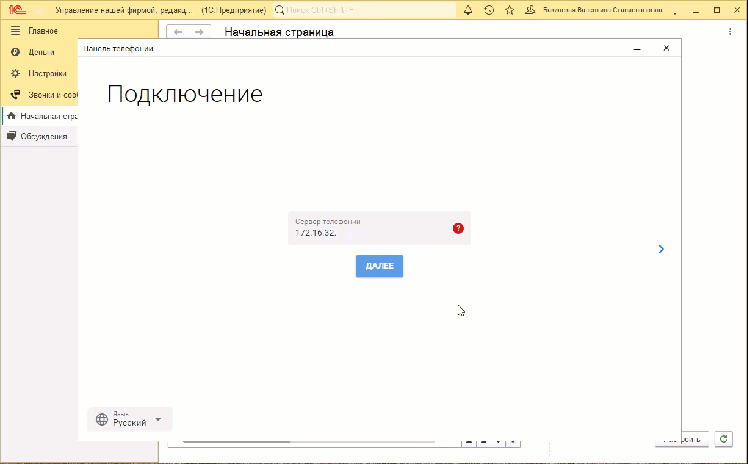 Управление нашей фирмой, редакц... (1С:Предприятие)
Поиск Ctrl+Shift+F
Главное
Деньги
Настройки
Звонки и сооб
Начальная стра
Обсуждения
Начальная страница
Панель телефонии
Подключение
Сервер телефонии
172.16.32.
?
ДАЛЕЕ
Язык
Русский